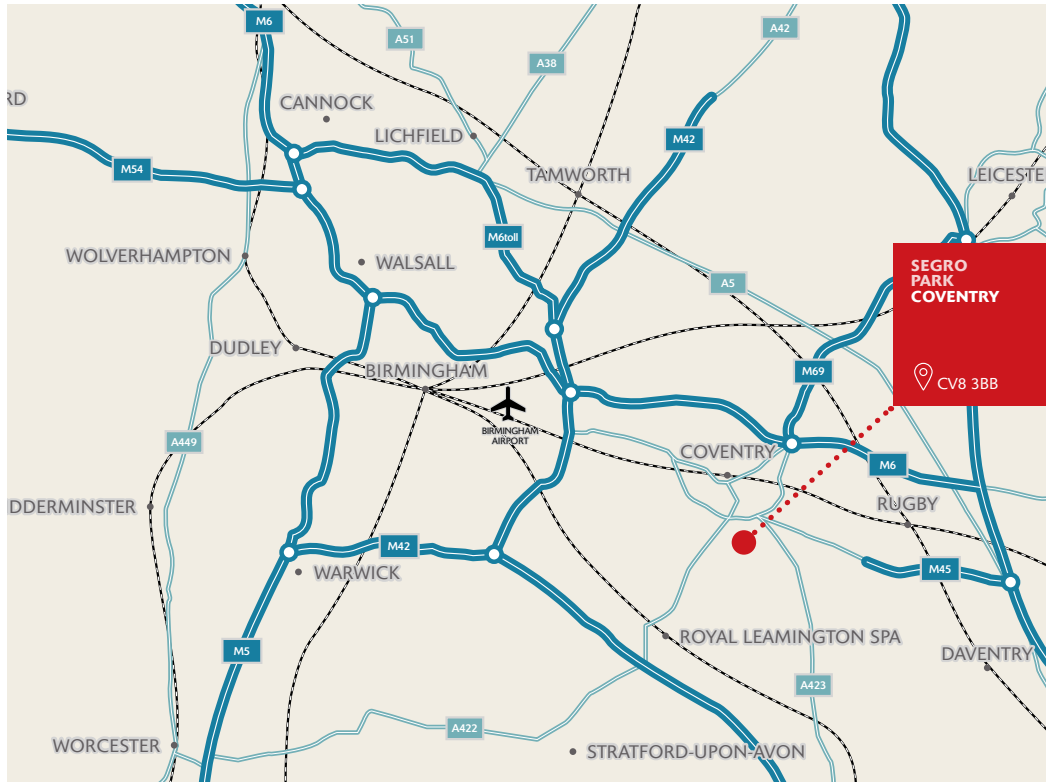 M6
A51
A42
A38
RD
CANNOCK
LICHFIELD
M42
M54
TAMWORTH
LEICESTE
M6toll
WOLVERHAMPTON
WALSALL
A5
SEGRO
PARK
COVENTRY
CV8 3BB
DUDLEY
BIRMINGHAM
M69
BIRMINGHAM
AIRPORT
A449
COVENTRY
M6
DDERMINSTER
RUGBY
M42
WARWICK
M45
M5
ROYAL LEAMINGTON SPA
DAVENTRY
A423
A422
WORCESTER
STRATFORD-UPON-AVON